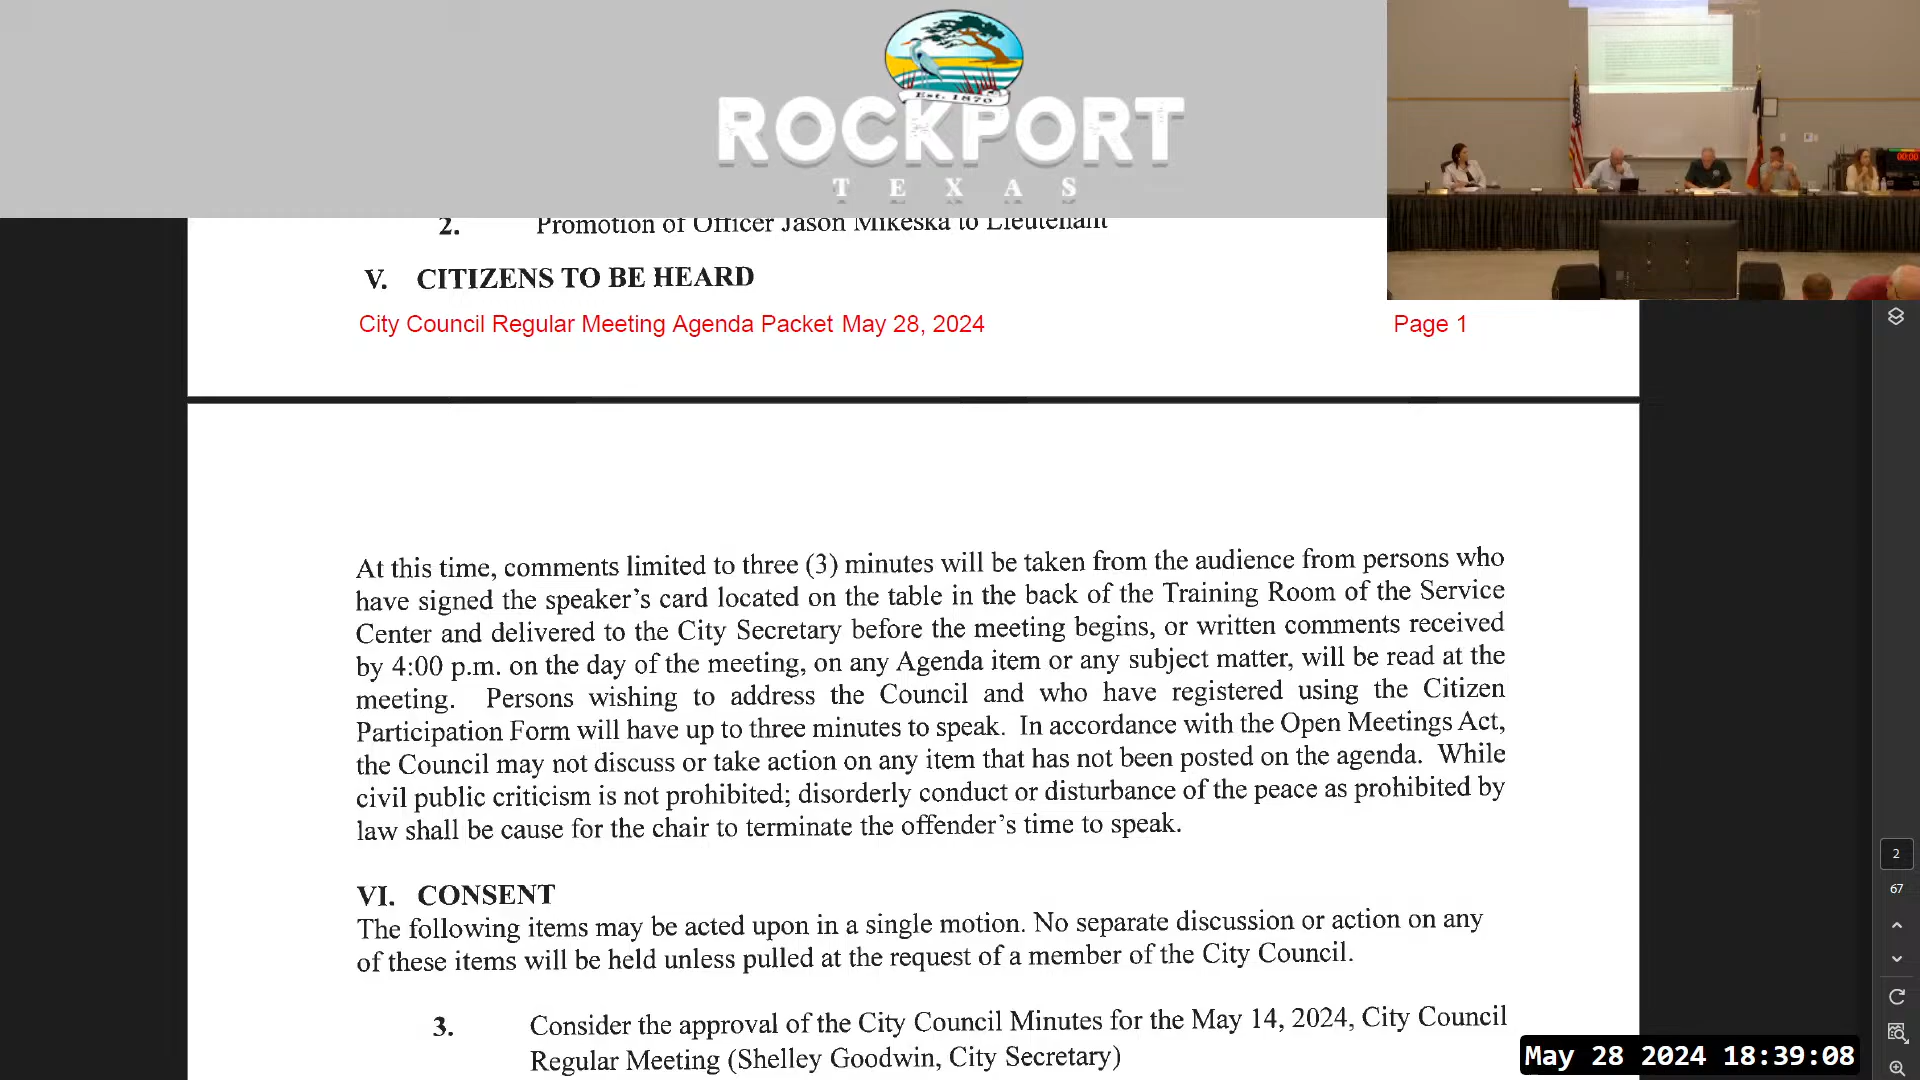 Est. 1870
ROCKPORT
TEXAS
00:00
2. Promotion of Officer Jason Mikeska to Lieutenant
V. CITIZENS TO BE HEARD
City Council Regular Meeting Agenda Packet May 28, 2024 Page 1
At this time, comments limited to three (3) minutes will be taken from the audience from persons who
have signed the speaker’s card located on the table in the back of the Training Room of the Service
Center and delivered to the City Secretary before the meeting begins, or written comments received
by 4:00 p.m. on the day of the meeting, on any Agenda item or any subject matter, will be read at the
meeting. Persons wishing to address the Council and who have registered using the Citizen
Participation Form will have up to three minutes to speak. In accordance with the Open Meetings Act,
the Council may not discuss or take action on any item that has not been posted on the agenda. While
civil public criticism is not prohibited; disorderly conduct or disturbance of the peace as prohibited by
law shall be cause for the chair to terminate the offender’s time to speak.
VI. CONSENT
The following items may be acted upon in a single motion. No separate discussion or action on any
of these items will be held unless pulled at the request of a member of the City Council.
3. Consider the approval of the City Council Minutes for the May 14, 2024, City Council
Regular Meeting (Shelley Goodwin, City Secretary)
2
67
May 28 2024 18:39:08